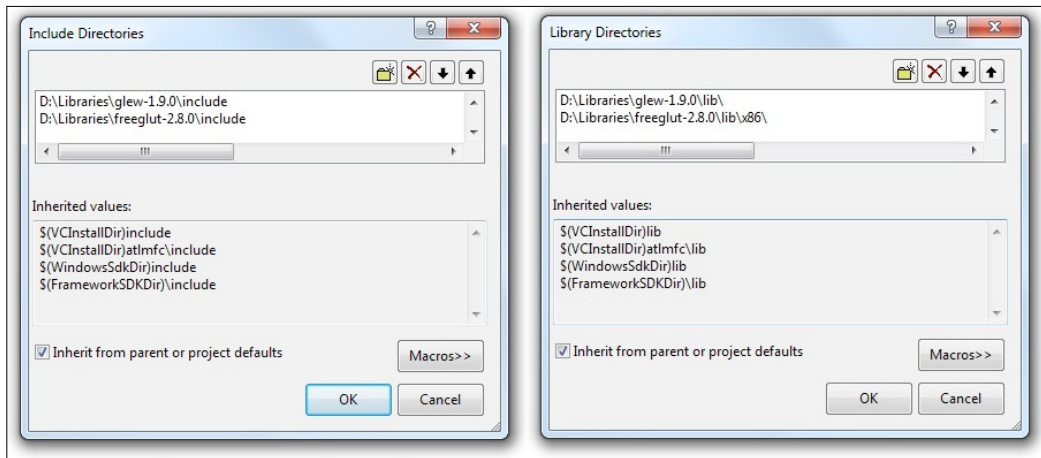 Include Directories
D:\Libraries\glew-1.9.0\include
D:\Libraries\freeglut-2.8.0\include
Inherited values:
$(VCInstallDir)include
$(VCInstallDir)atlmfc\include
$(WindowsSdkDir)include
$(FrameworkSDKDir)\include
Inherit from parent or project defaults
Macros>>
OK
Cancel
Library Directories
D:\Libraries\glew-1.9.0\lib\
D:\Libraries\freeglut-2.8.0\lib\x86\
Inherited values:
$(VCInstallDir)lib
$(VCInstallDir)atlmfc\lib
$(WindowsSdkDir)lib
$(FrameworkSDKDir)\lib
Inherit from parent or project defaults
Macros>>
OK
Cancel